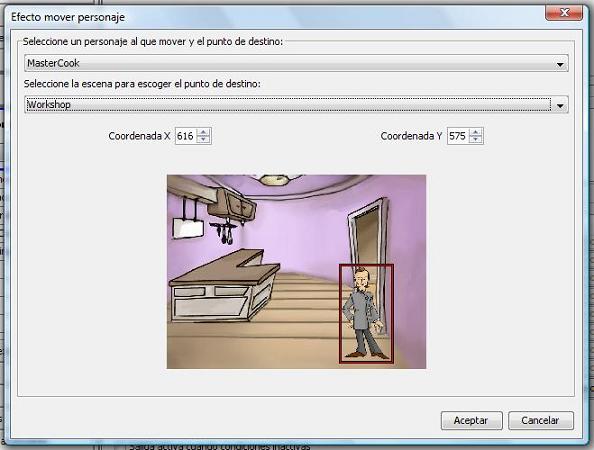 Efecto mover personaje
Seleccione un personaje al que mover y el punto de destino:
MasterCook
Seleccione la escena para escoger el punto de destino:
Workshop
Coordenada X 616 Coordenada Y 575
Aceptar Cancelar
Salida activa cuando condiciones inactivas